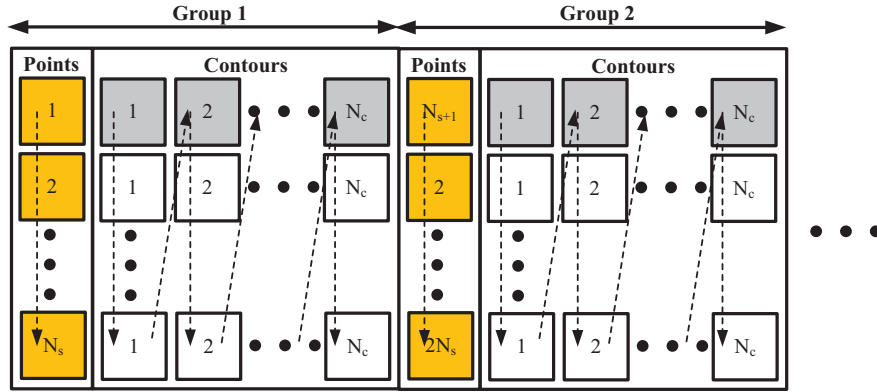 Group 1 Group 2
Points Contours Points Contours
1 1 2 N_c N_{s+1} 1 2 N_c
2 1 2 N_c 2 1 2 N_c
N_s 1 2 N_c 2N_s 1 2 N_c